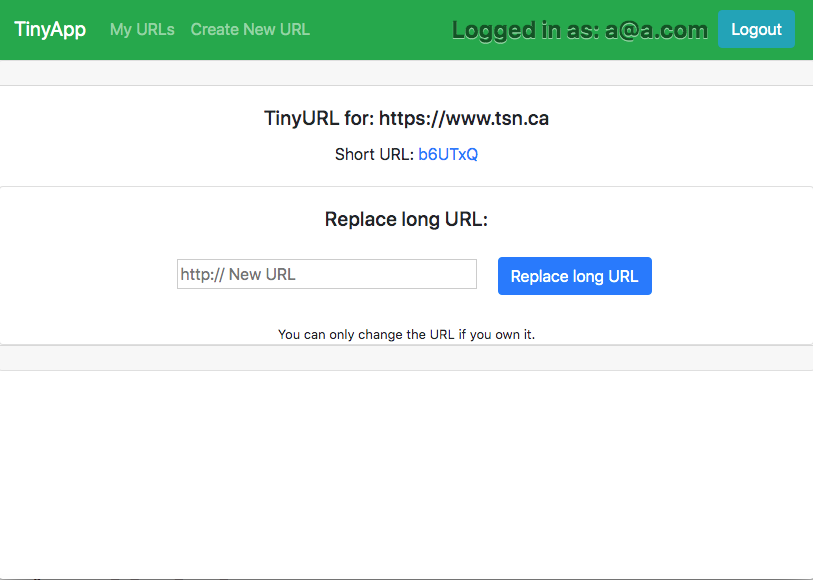 TinyApp My URLs Create New URL Logged in as: a@a.com Logout
TinyURL for: https://www.tsn.ca
Short URL: b6UTxQ
Replace long URL:
http:// New URL Replace long URL
You can only change the URL if you own it.